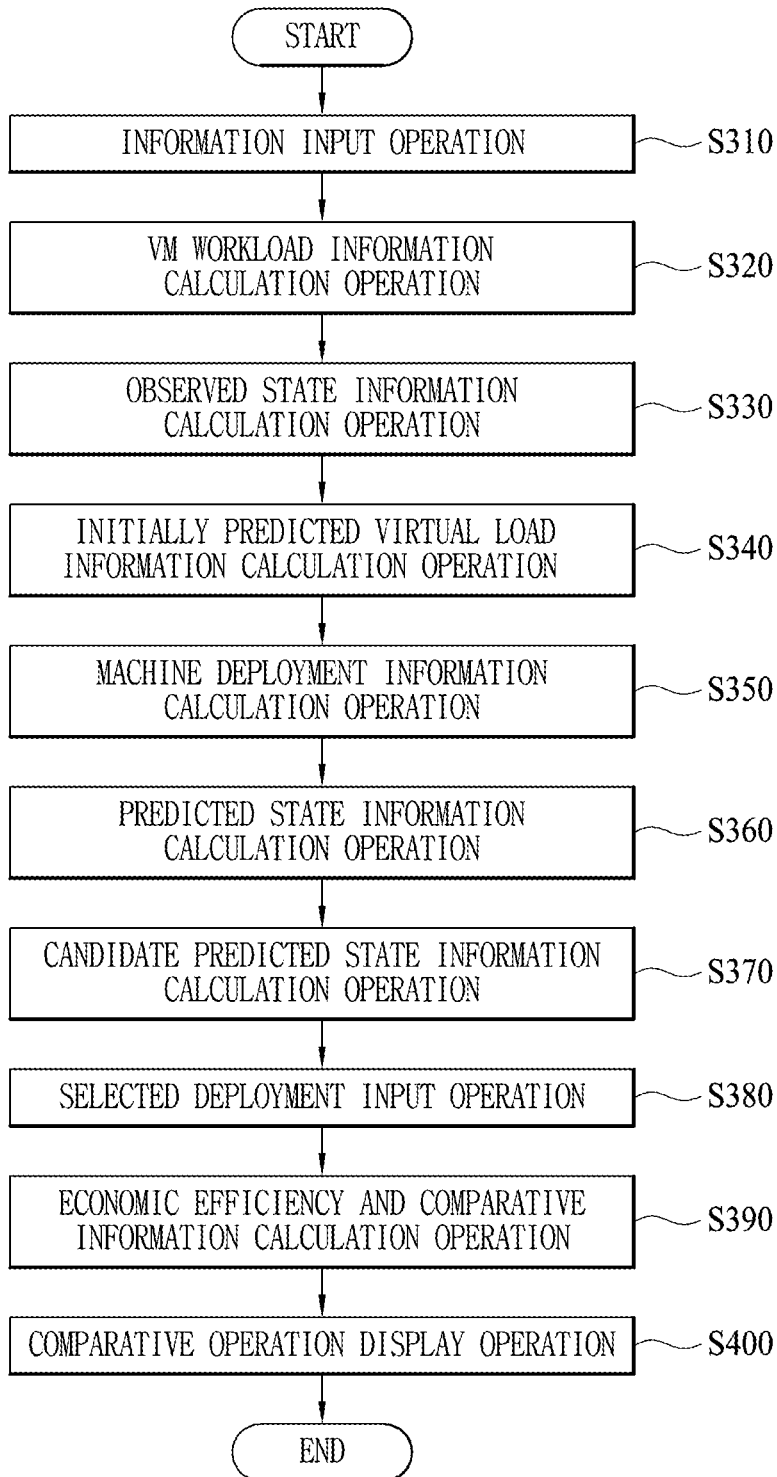 START
INFORMATION INPUT OPERATION
S310
VM WORKLOAD INFORMATION
CALCULATION OPERATION
S320
OBSERVED STATE INFORMATION
CALCULATION OPERATION
S330
INITIALLY PREDICTED VIRTUAL LOAD
INFORMATION CALCULATION OPERATION
S340
MACHINE DEPLOYMENT INFORMATION
CALCULATION OPERATION
S350
PREDICTED STATE INFORMATION
CALCULATION OPERATION
S360
CANDIDATE PREDICTED STATE INFORMATION
CALCULATION OPERATION
S370
SELECTED DEPLOYMENT INPUT OPERATION
S380
ECONOMIC EFFICIENCY AND COMPARATIVE
INFORMATION CALCULATION OPERATION
S390
COMPARATIVE OPERATION DISPLAY OPERATION
S400
END